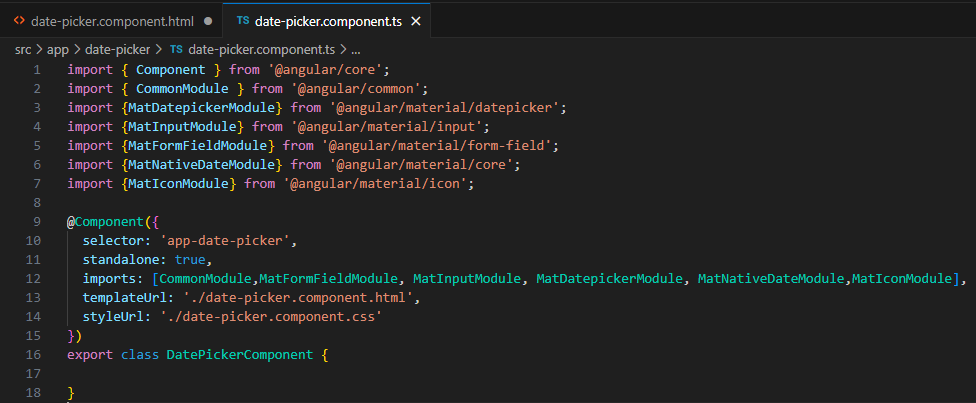 <> date-picker.component.html ● TS date-picker.component.ts ×
src > app > date-picker > TS date-picker.component.ts > ...
1 import { Component } from '@angular/core';
2 import { CommonModule } from '@angular/common';
3 import {MatDatepickerModule} from '@angular/material/datepicker';
4 import {MatInputModule} from '@angular/material/input';
5 import {MatFormFieldModule} from '@angular/material/form-field';
6 import {MatNativeDateModule} from '@angular/material/core';
7 import {MatIconModule} from '@angular/material/icon';
8
9 @Component({
10   selector: 'app-date-picker',
11   standalone: true,
12   imports: [CommonModule,MatFormFieldModule, MatInputModule, MatDatepickerModule, MatNativeDateModule,MatIconModule],
13   templateUrl: './date-picker.component.html',
14   styleUrl: './date-picker.component.css'
15 })
16 export class DatePickerComponent {
17
18 }